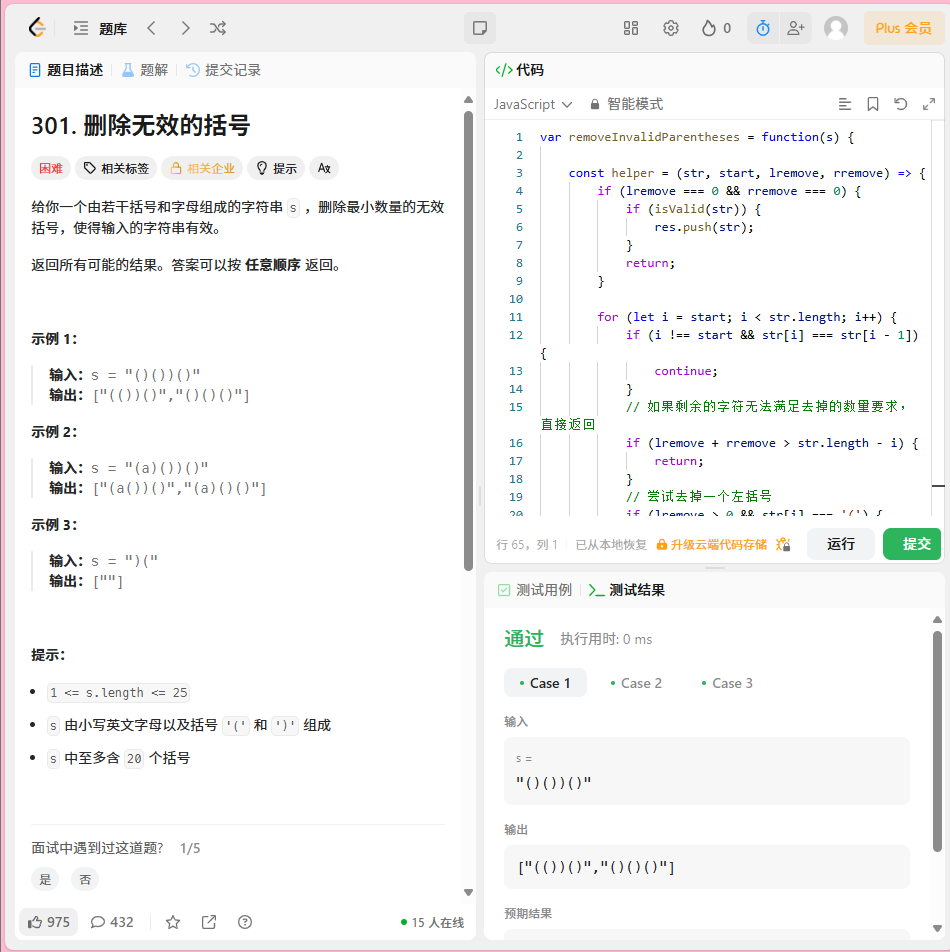 题库
0
Plus 会员
题目描述
题解
提交记录
301. 删除无效的括号
困难
相关标签
相关企业
提示
给你一个由若干括号和字母组成的字符串 s ，删除最小数量的无效
括号，使得输入的字符串有效。
返回所有可能的结果。答案可以按 任意顺序 返回。
示例 1：
输入：s = "()())()"
输出：["(())()","()()()"]
示例 2：
输入：s = "(a)())()"
输出：["(a())()","(a)()()"]
示例 3：
输入：s = ")("
输出：[""]
提示：
1 <= s.length <= 25
s 由小写英文字母以及括号 '(' 和 ')' 组成
s 中至多含 20 个括号
面试中遇到过这道题? 1/5
是
否
975
432
15 人在线
</> 代码
JavaScript
智能模式
1 var removeInvalidParentheses = function(s) {
2
3 const helper = (str, start, lremove, rremove) => {
4 if (lremove === 0 && rremove === 0) {
5 if (isValid(str)) {
6 res.push(str);
7 }
8 return;
9 }
10
11 for (let i = start; i < str.length; i++) {
12 if (i !== start && str[i] === str[i - 1])
{
13 continue;
14 }
15 // 如果剩余的字符无法满足去掉的数量要求，
直接返回
16 if (lremove + rremove > str.length - i) {
17 return;
18 }
19 // 尝试去掉一个左括号
20 if (lremove > 0 && str[i] === '(') {
行 65，列 1
已从本地恢复
升级云端代码存储
运行
提交
测试用例
测试结果
通过
执行用时: 0 ms
Case 1
Case 2
Case 3
输入
s =
"()())()"
输出
["(())()","()()()"]
预期结果